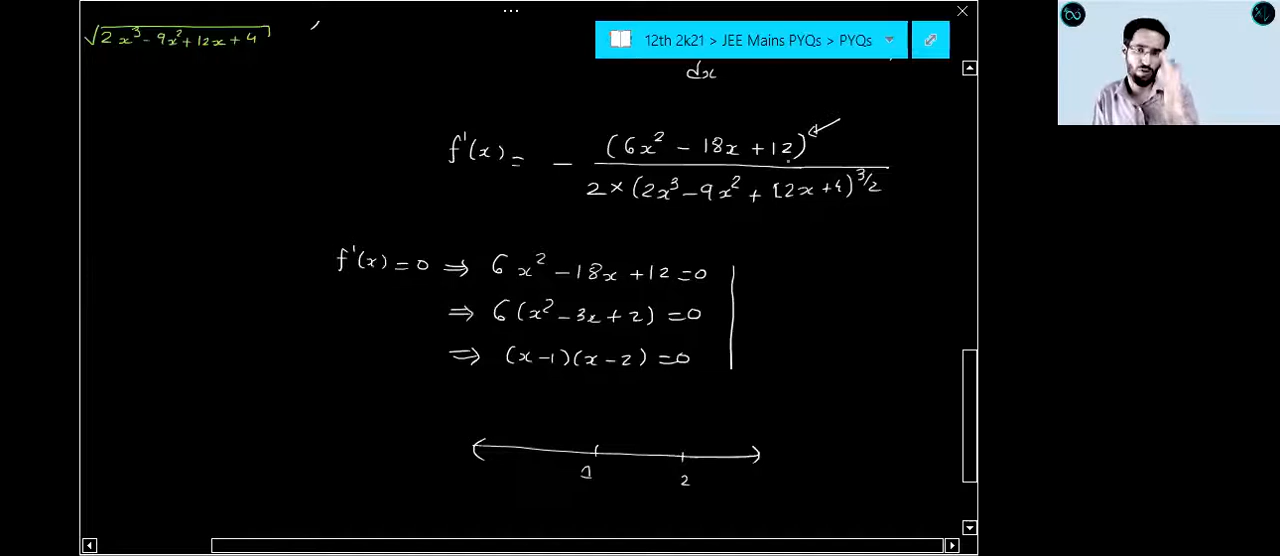 ...
√2x³ - 9x² + 12x + 4 ,
12th 2k21 > JEE Mains PYQs > PYQs
dx
f'(x) = - (6x² - 18x + 12) / 2 × (2x³ - 9x² + 12x + 4)^3/2
f'(x) = 0 ⇒ 6x² - 18x + 12 = 0
⇒ 6(x² - 3x + 2) = 0
⇒ (x - 1)(x - 2) = 0
1 2